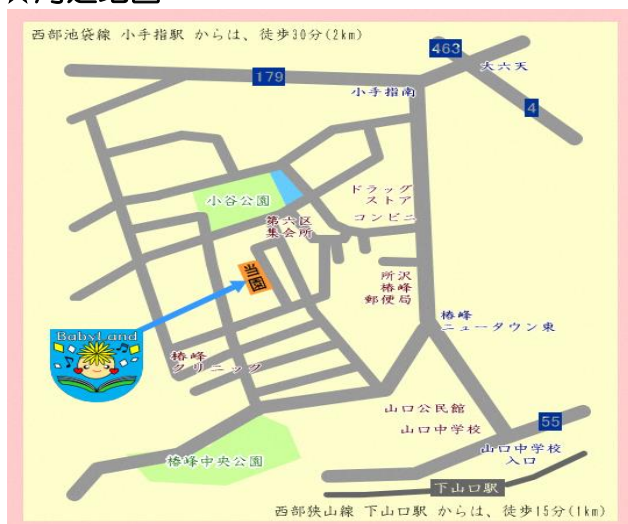 西部池袋線 小手指駅 からは、徒歩30分(2km)
463
大六天
179
小手指南
4
ドラッグ
ストア
小谷公園
コンビニ
第六区
集会所
当園
所沢
椿峰
郵便局
椿峰
ニュータウン東
BabyLand
椿峰
クリニック
山口公民館
55
山口中学校
山口中学校
入口
椿峰中央公園
下山口駅
西部狭山線 下山口駅 からは、徒歩15分(1km)